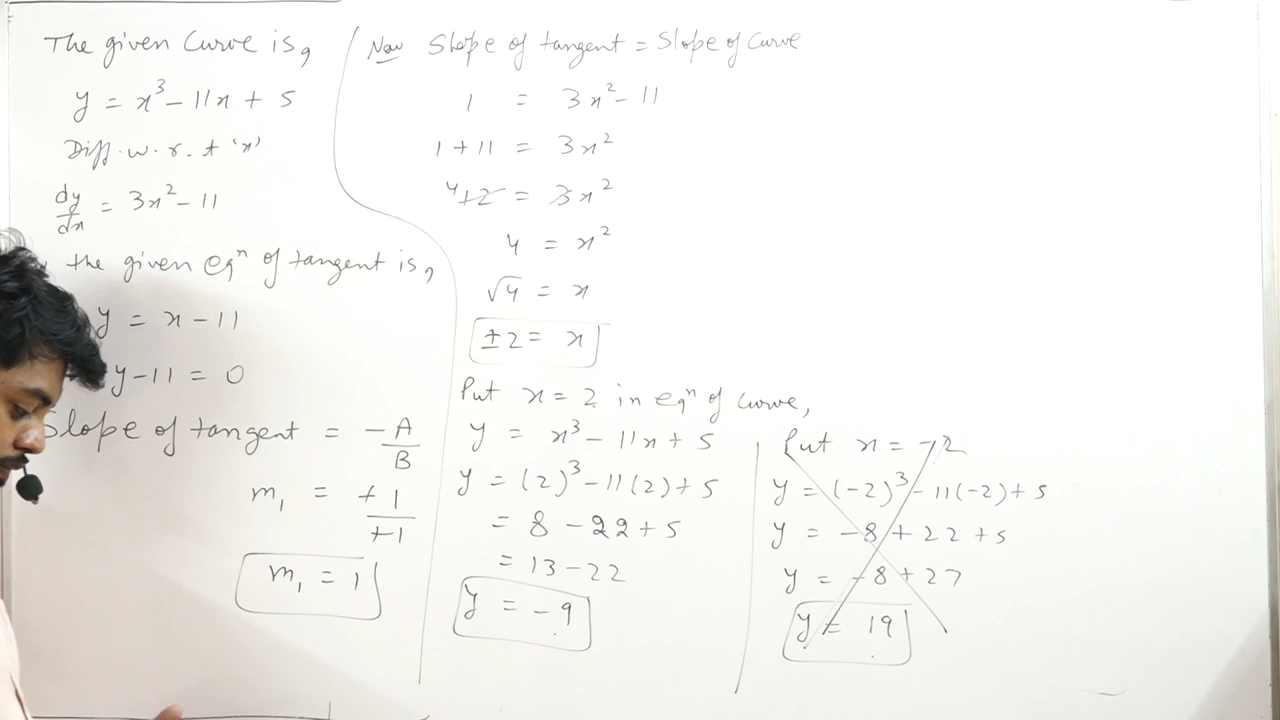 The given Curve is,
y = x³ - 11x + 5
Diff. w. r. t 'x'
dy/dx = 3x² - 11
the given eqⁿ of tangent is,
y = x - 11
y - 11 = 0
Slope of tangent = -A/B
m₁ = +1/+1
m₁ = 1
Now Slope of tangent = Slope of Curve
1 = 3x² - 11
1 + 11 = 3x²
4 12 = 3x²
4 = x²
√4 = x
±2 = x
Put x = 2 in eqⁿ of curve,
y = x³ - 11x + 5
y = (2)³ - 11(2) + 5
= 8 - 22 + 5
= 13 - 22
y = -9
Put x = -2
y = (-2)³ - 11(-2) + 5
y = -8 + 22 + 5
y = -8 + 27
y = 19